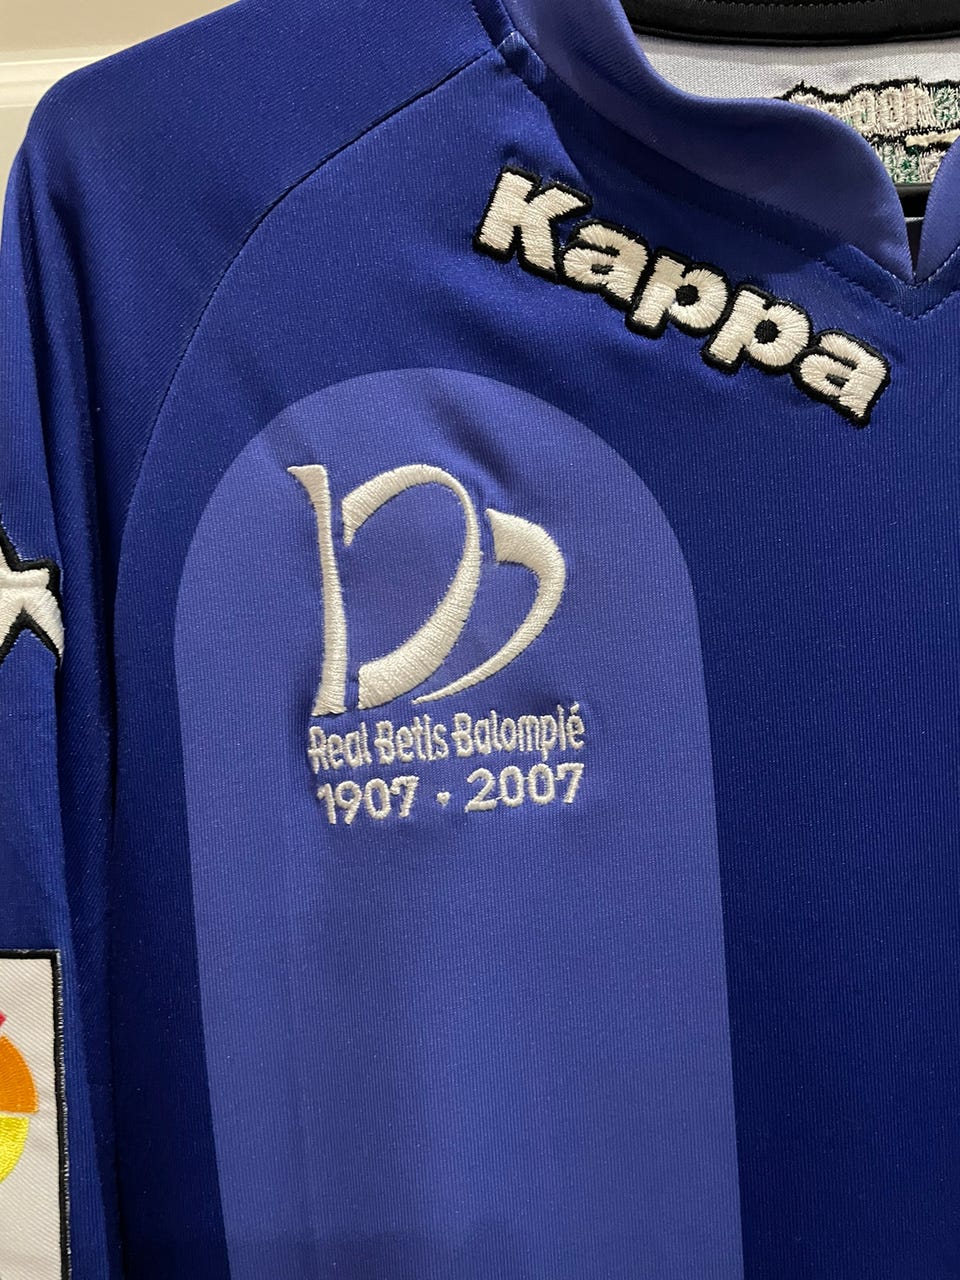 Kappa
Real Betis Balompié
1907 · 2007